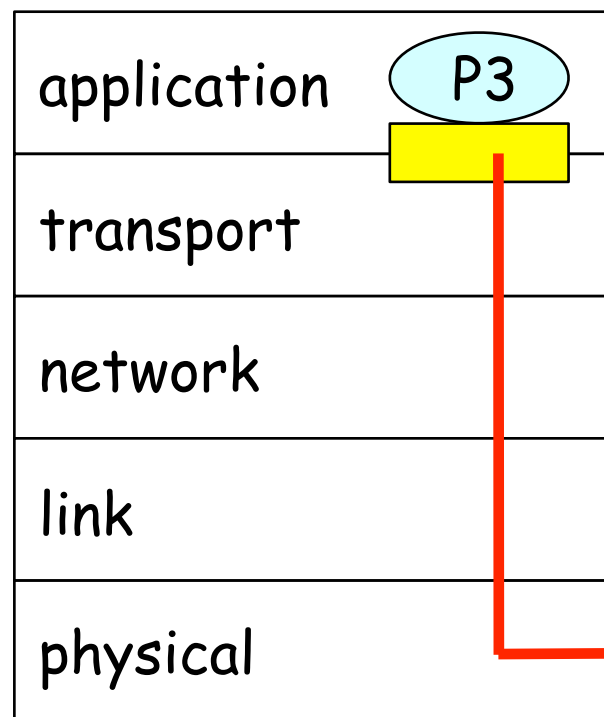 application
P3
transport
network
link
physical